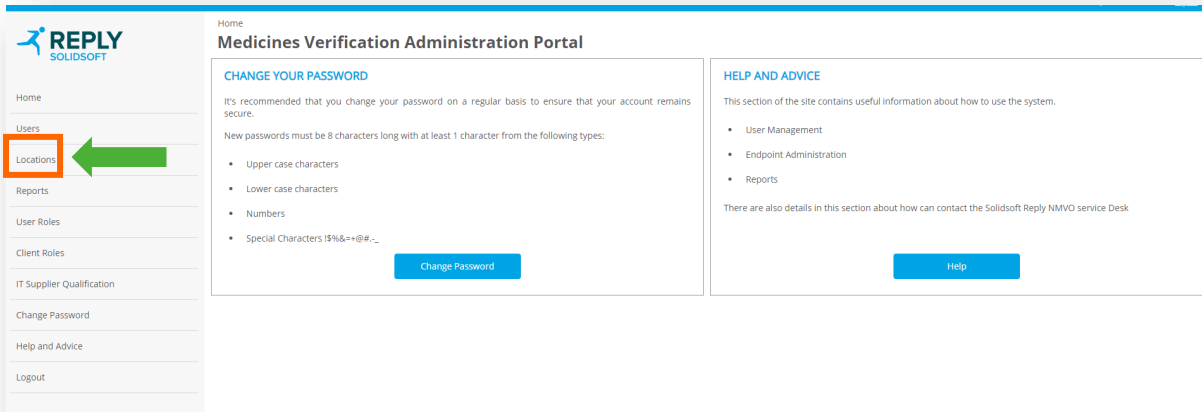 REPLY
SOLIDSOFT
Home
Users
Locations
Reports
User Roles
Client Roles
IT Supplier Qualification
Change Password
Help and Advice
Logout
Home
Medicines Verification Administration Portal
CHANGE YOUR PASSWORD
It's recommended that you change your password on a regular basis to ensure that your account remains
secure.
New passwords must be 8 characters long with at least 1 character from the following types:
• Upper case characters
• Lower case characters
• Numbers
• Special Characters !$%&=+@#.-_
Change Password
HELP AND ADVICE
This section of the site contains useful information about how to use the system.
• User Management
• Endpoint Administration
• Reports
There are also details in this section about how can contact the Solidsoft Reply NMVO service Desk
Help